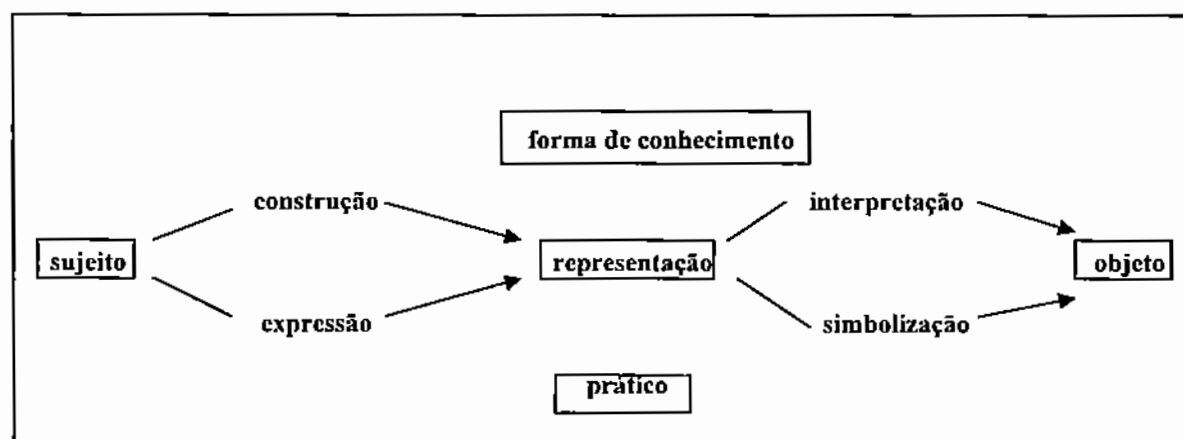 forma de conhecimento
construção
interpretação
sujeito
representação
objeto
expressão
simbolização
prático